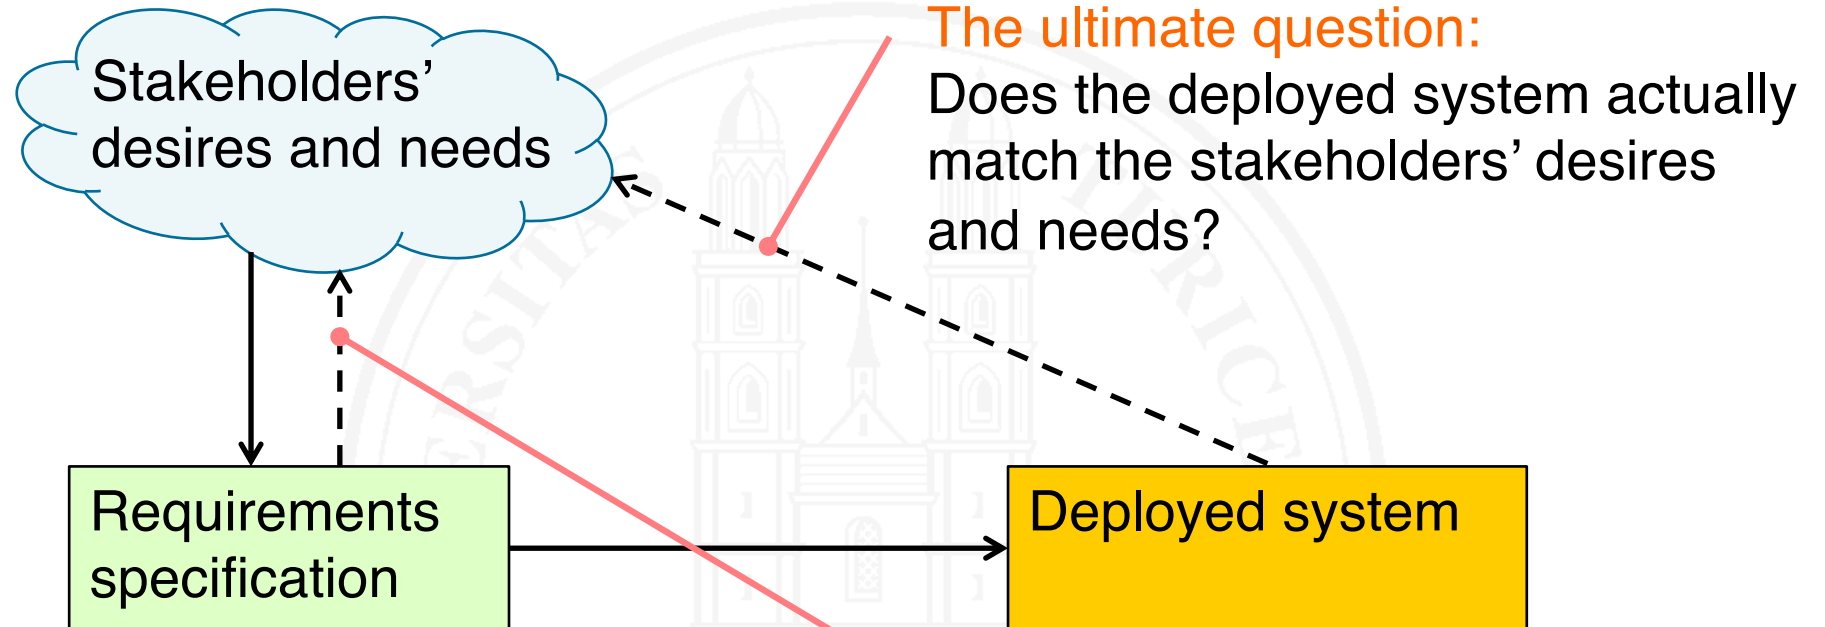 The ultimate question:
Does the deployed system actually
match the stakeholders’ desires
and needs?
Stakeholders’
desires and needs
Requirements
specification
Deployed system